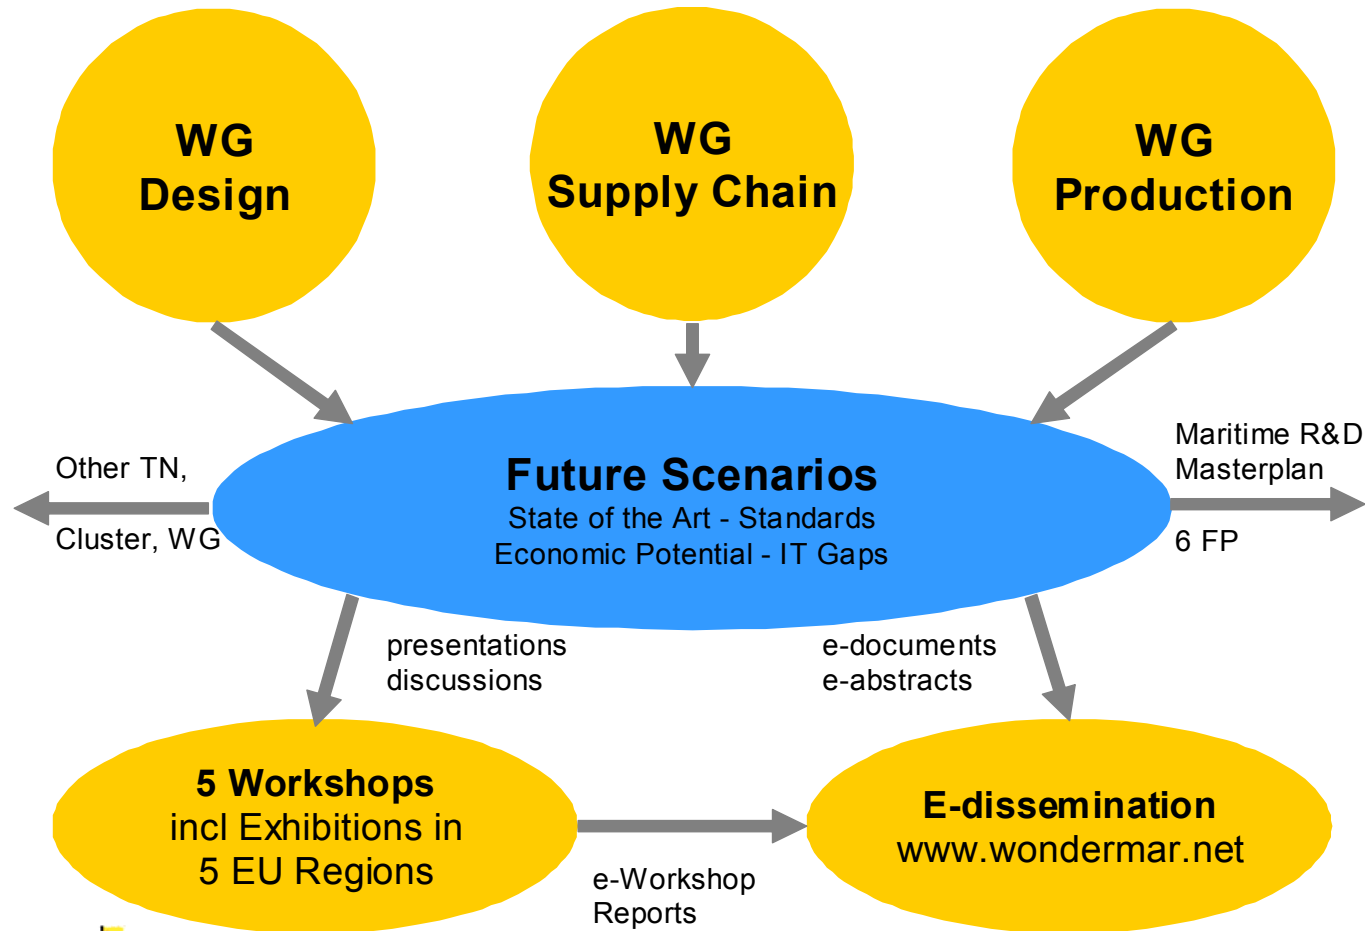 WG
Design
WG
Supply Chain
WG
Production
Future Scenarios
State of the Art - Standards
Economic Potential - IT Gaps
Other TN,
Cluster, WG
Maritime R&D
Masterplan
6 FP
presentations
discussions
e-documents
e-abstracts
5 Workshops
incl Exhibitions in
5 EU Regions
e-Workshop
Reports
E-dissemination
www.wondermar.net